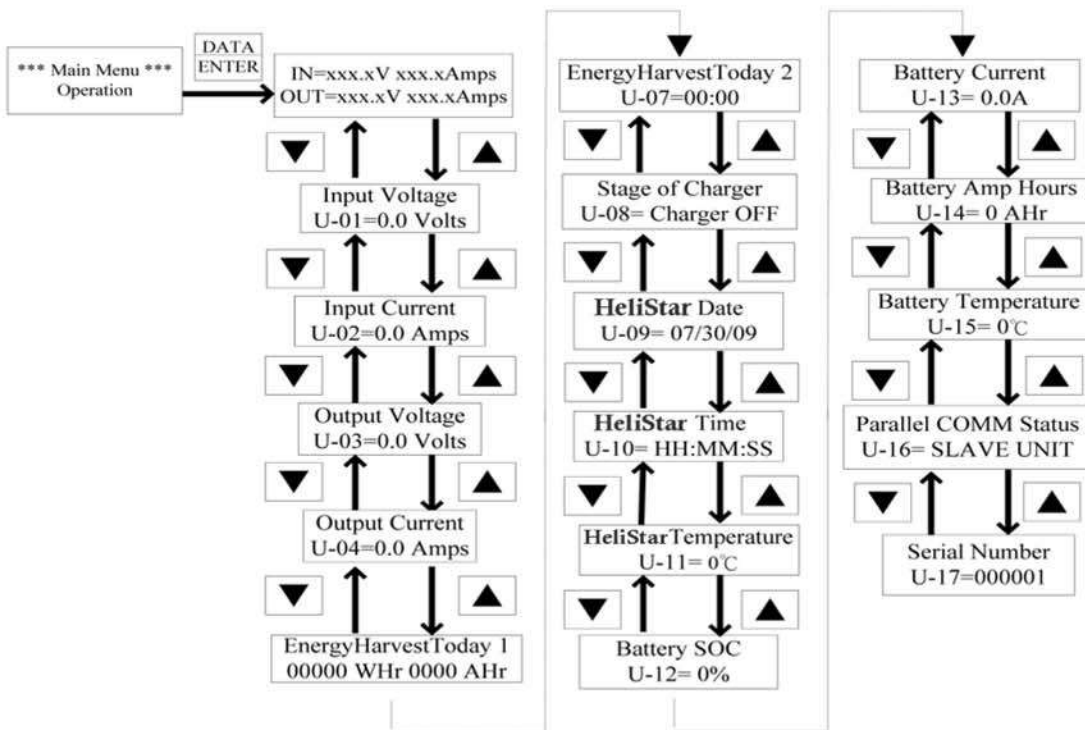 *** Main Menu ***
Operation
DATA
ENTER
IN=xxx.xV xxx.xAmps
OUT=xxx.xV xxx.xAmps
Input Voltage
U-01=0.0 Volts
Input Current
U-02=0.0 Amps
Output Voltage
U-03=0.0 Volts
Output Current
U-04=0.0 Amps
EnergyHarvestToday 1
00000 WHr 0000 AHr
EnergyHarvestToday 2
U-07=00:00
Stage of Charger
U-08= Charger OFF
HeliStar Date
U-09= 07/30/09
HeliStar Time
U-10= HH:MM:SS
HeliStarTemperature
U-11= 0℃
Battery SOC
U-12= 0%
Battery Current
U-13= 0.0A
Battery Amp Hours
U-14= 0 AHr
Battery Temperature
U-15= 0℃
Parallel COMM Status
U-16= SLAVE UNIT
Serial Number
U-17=000001